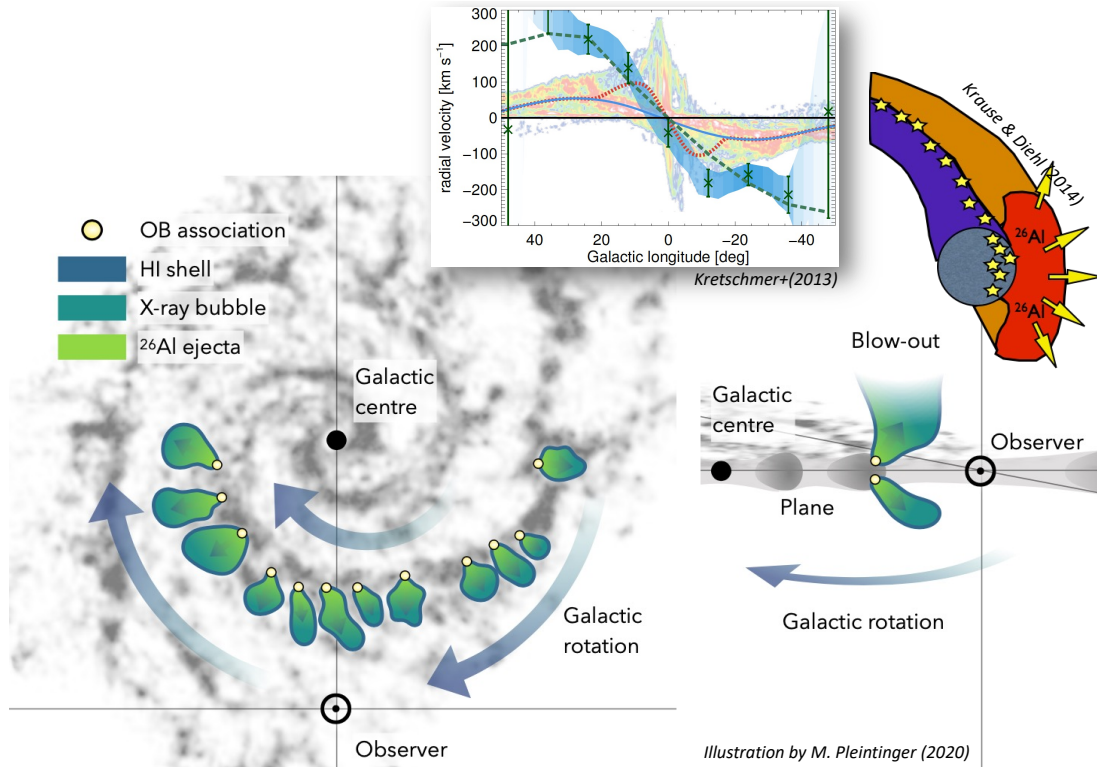 300
200
100
0
−100
−200
−300
radial velocity [km s⁻¹]
40
20
0
−20
−40
Galactic longitude [deg]
Kretschmer+(2013)
Krause & Diehl (2014)
²⁶Al
²⁶Al
OB association
HI shell
X-ray bubble
²⁶Al ejecta
Galactic
centre
Galactic
rotation
Observer
Blow-out
Galactic
centre
Observer
Plane
Galactic rotation
Illustration by M. Pleintinger (2020)